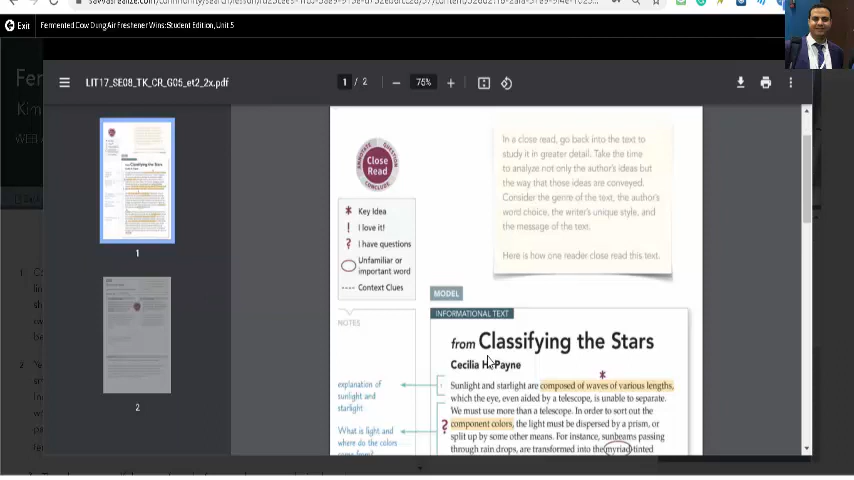 Exit
Fermented Cow Dung Air Freshener Wins: Student Edition, Unit 5
LIT17_SE08_TK_CR_G05_et2_2x.pdf
1 / 2
75%
1
2
ANNOTATE QUESTION
Close
Read
CONCLUDE
* Key Idea
! I love it!
? I have questions
Unfamiliar or
important word
Context Clues
In a close read, go back into the text to
study it in greater detail. Take the time
to analyze not only the author's ideas but
the way that those ideas are conveyed.
Consider the genre of the text, the author's
word choice, the writer's unique style, and
the message of the text.
Here is how one reader close read this text.
MODEL
NOTES
INFORMATIONAL TEXT
from Classifying the Stars
Cecilia H. Payne
*
Sunlight and starlight are composed of waves of various lengths,
which the eye, even aided by a telescope, is unable to separate.
We must use more than a telescope. In order to sort out the
component colors, the light must be dispersed by a prism, or
split up by some other means. For instance, sunbeams passing
through rain drops, are transformed into the myriad tinted
explanation of
sunlight and
starlight
?
What is light and
where do the colors
come from?